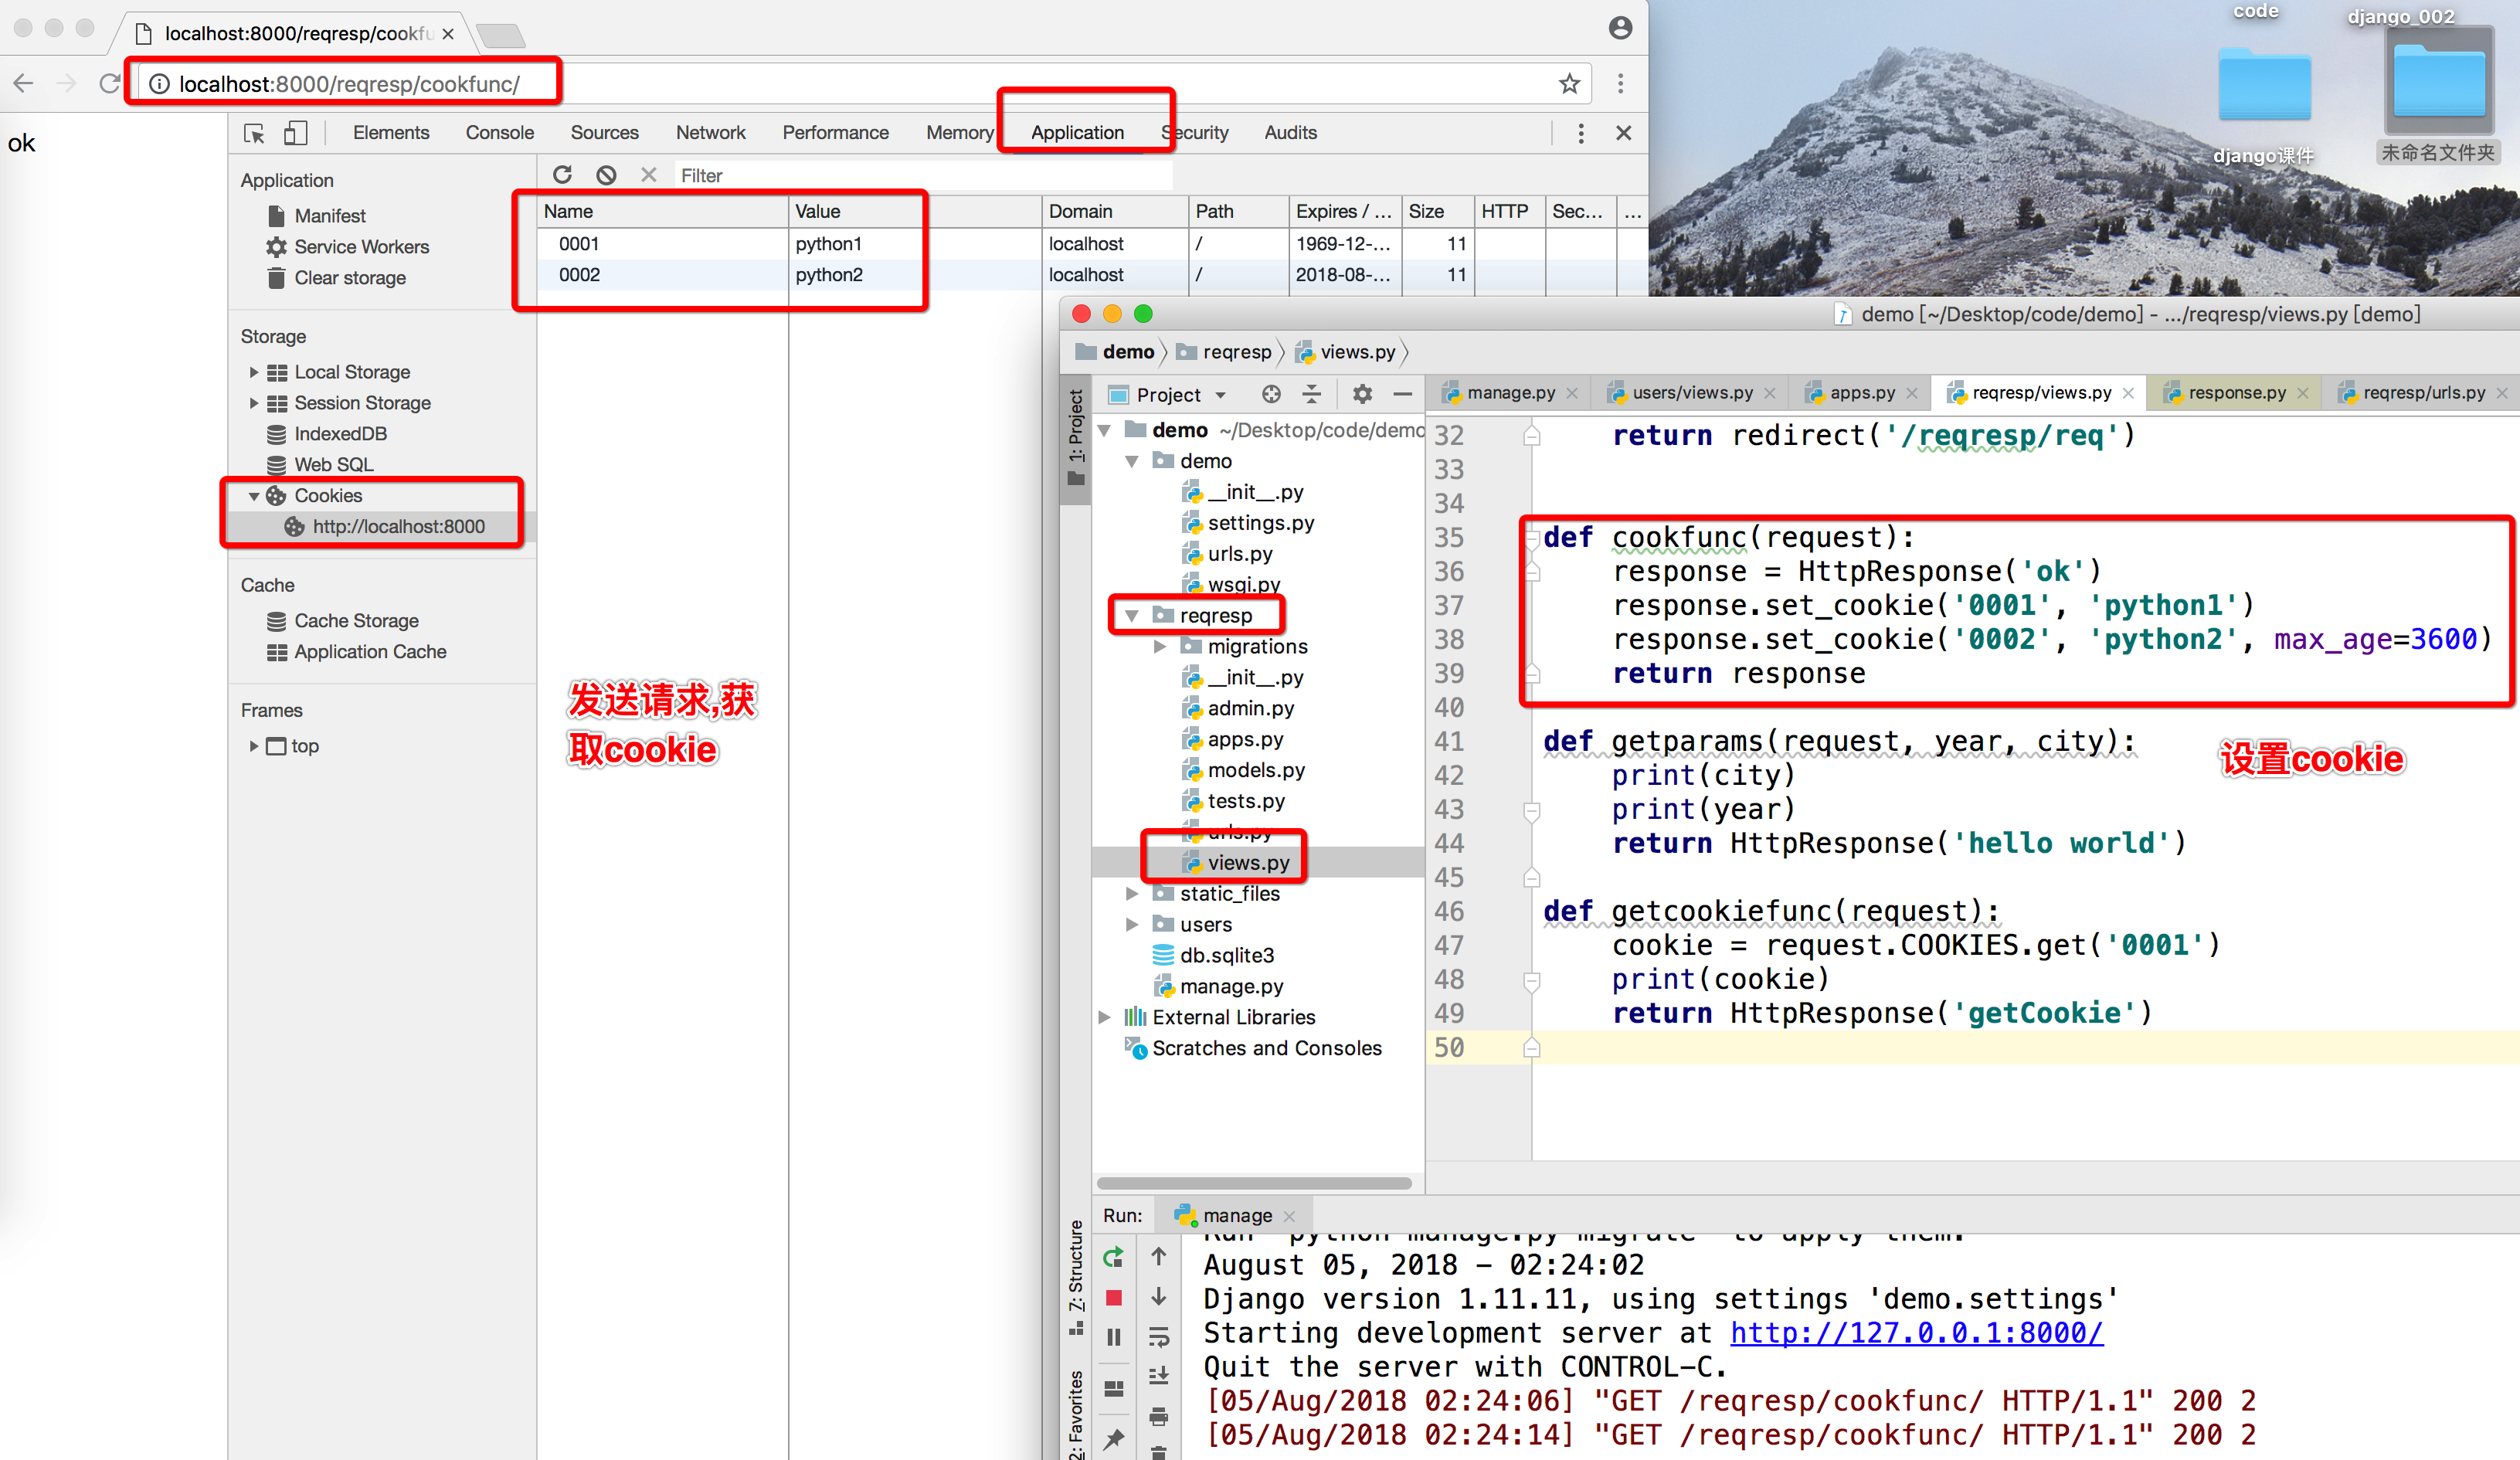 localhost:8000/reqresp/cookfu
localhost:8000/reqresp/cookfunc/
ok
Elements Console Sources Network Performance Memory Application Security Audits
Filter
Application
Manifest
Service Workers
Clear storage
Storage
Local Storage
Session Storage
IndexedDB
Web SQL
Cookies
http://localhost:8000
Cache
Cache Storage
Application Cache
Frames
top
Name Value Domain Path Expires / ... Size HTTP Sec... ...
0001 python1 localhost / 1969-12-... 11
0002 python2 localhost / 2018-08-... 11
发送请求,获
取cookie
code
django_002
django课件
未命名文件夹
demo [~/Desktop/code/demo] - .../reqresp/views.py [demo]
demo reqresp views.py
1: Project
Project
manage.py users/views.py apps.py reqresp/views.py response.py reqresp/urls.py
demo ~/Desktop/code/demo
demo
__init__.py
settings.py
urls.py
wsgi.py
reqresp
migrations
__init__.py
admin.py
apps.py
models.py
tests.py
urls.py
views.py
static_files
users
db.sqlite3
manage.py
External Libraries
Scratches and Consoles
32 return redirect('/reqresp/req')
33
34
35 def cookfunc(request):
36 response = HttpResponse('ok')
37 response.set_cookie('0001', 'python1')
38 response.set_cookie('0002', 'python2', max_age=3600)
39 return response
40
41 def getparams(request, year, city):
42 print(city)
43 print(year)
44 return HttpResponse('hello world')
45
46 def getcookiefunc(request):
47 cookie = request.COOKIES.get('0001')
48 print(cookie)
49 return HttpResponse('getCookie')
50
设置cookie
7: Structure
2: Favorites
Run: manage
Run 'python manage.py migrate' to apply them.
August 05, 2018 - 02:24:02
Django version 1.11.11, using settings 'demo.settings'
Starting development server at http://127.0.0.1:8000/
Quit the server with CONTROL-C.
[05/Aug/2018 02:24:06] "GET /reqresp/cookfunc/ HTTP/1.1" 200 2
[05/Aug/2018 02:24:14] "GET /reqresp/cookfunc/ HTTP/1.1" 200 2